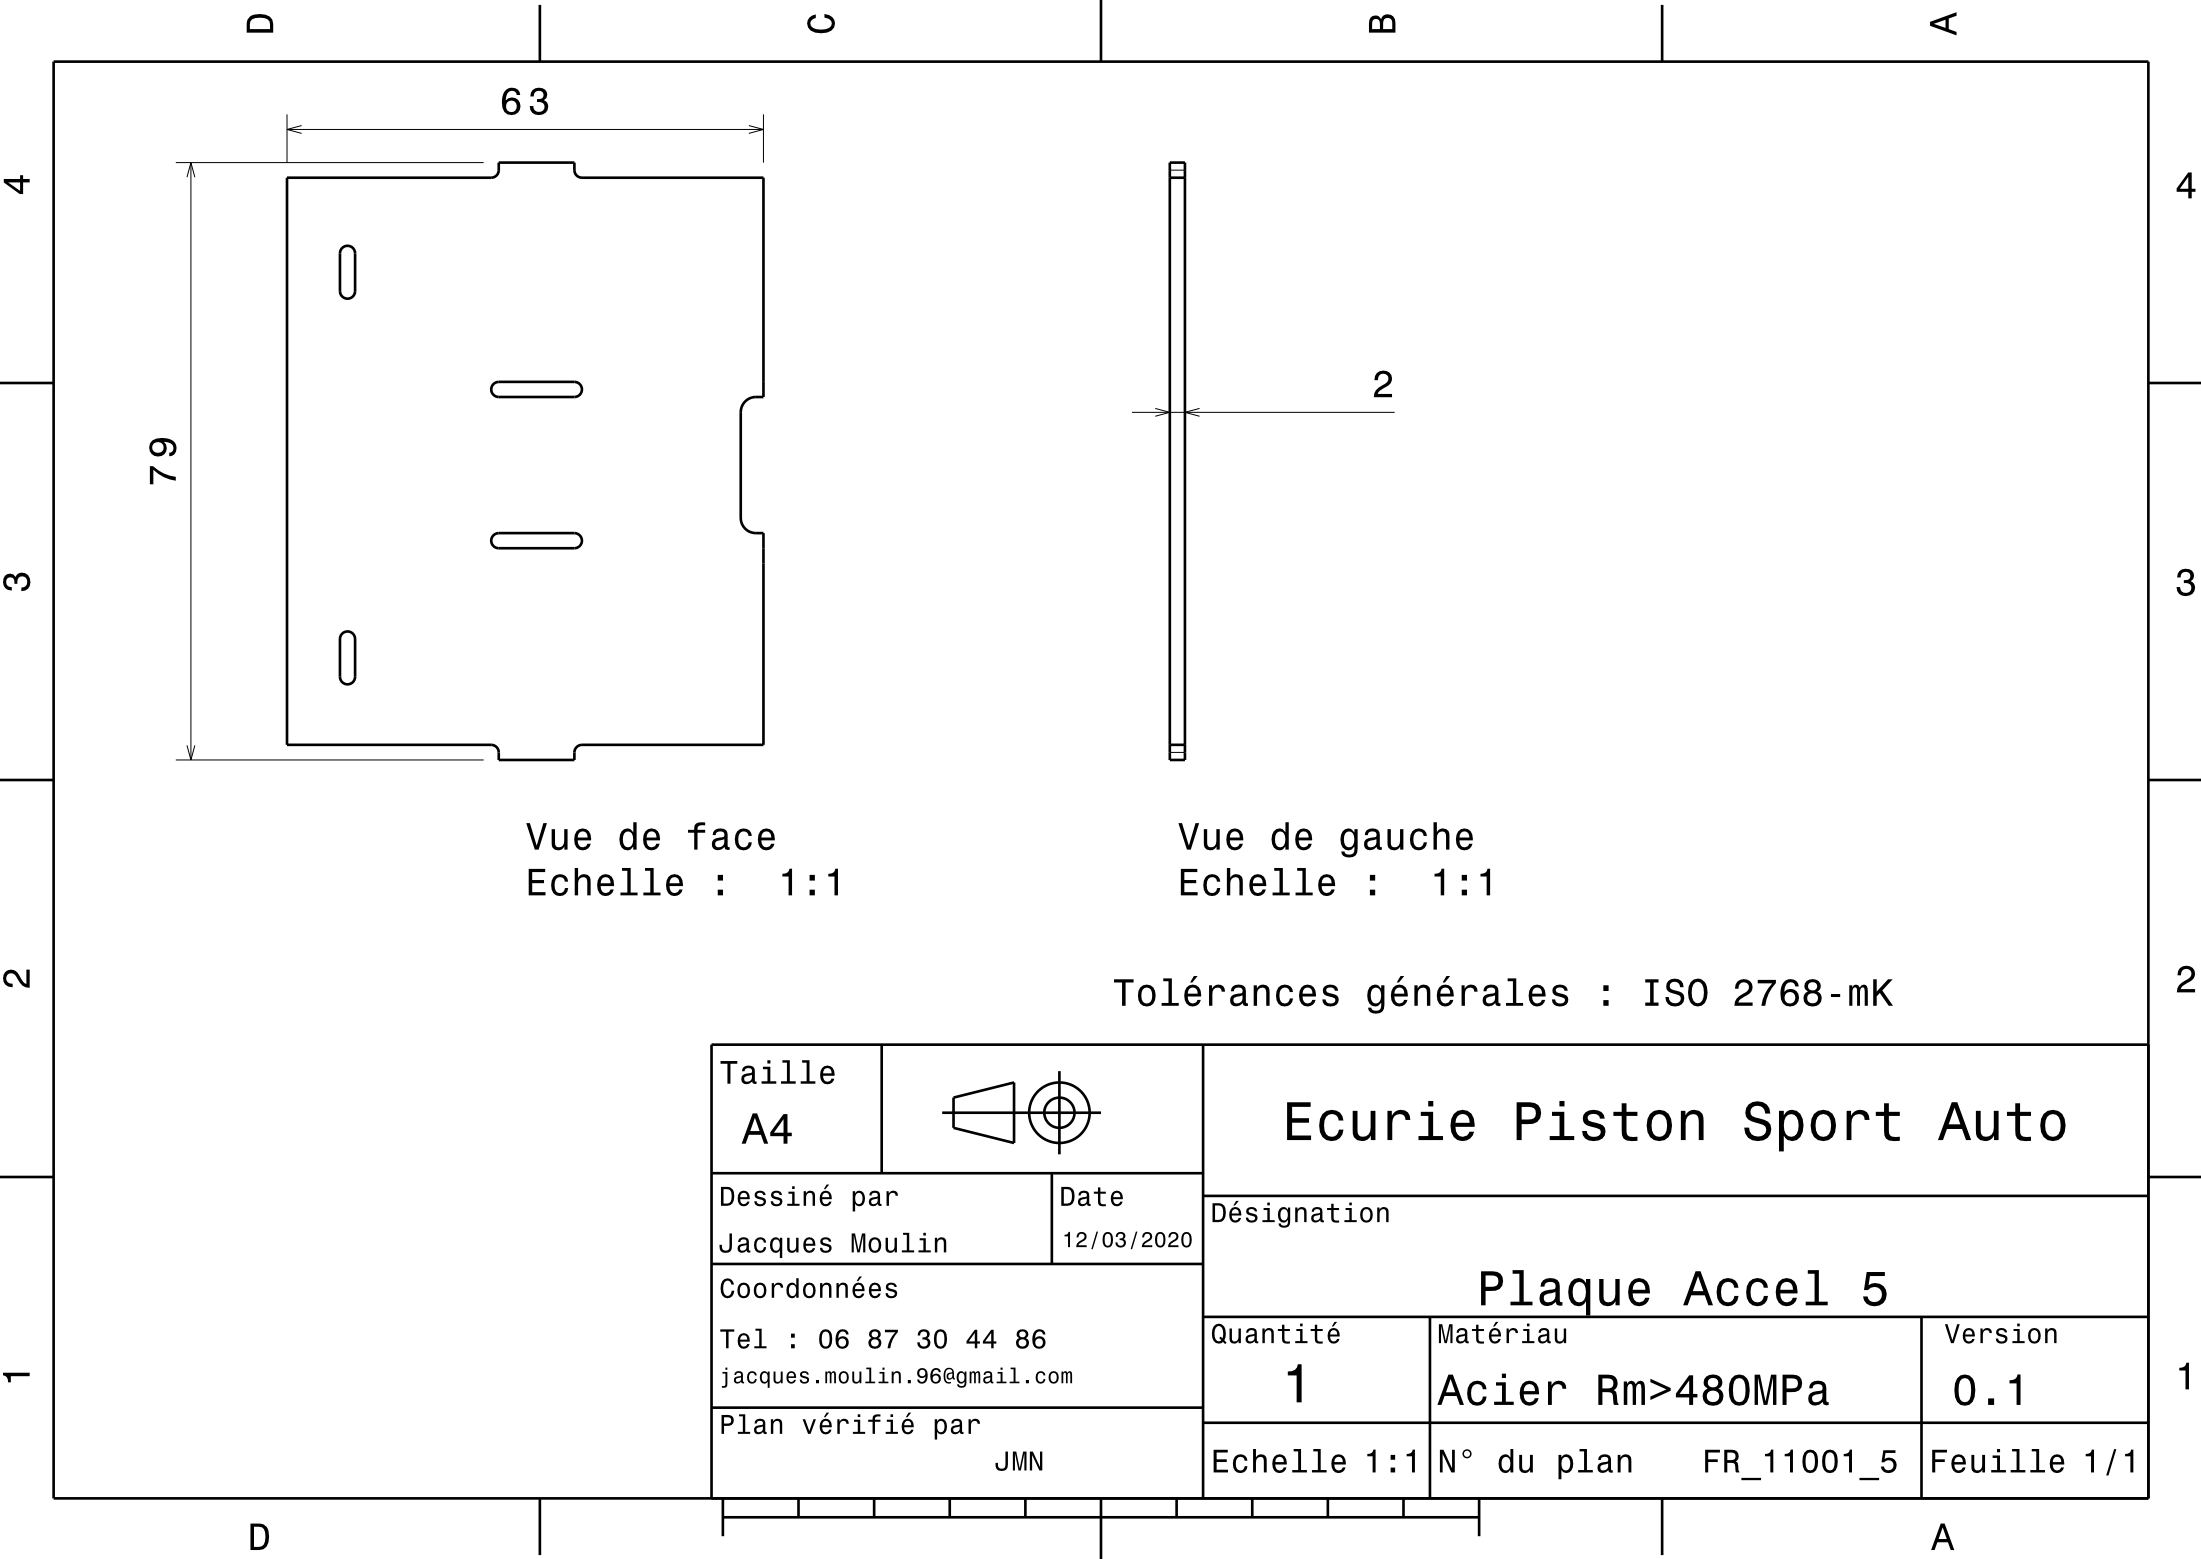 D C B A
63
4
4
79
2
3
3
Vue de face
Echelle : 1:1
Vue de gauche
Echelle : 1:1
2
2
Tolérances générales : ISO 2768-mK
Taille
A4
Ecurie Piston Sport Auto
Dessiné par
Jacques Moulin
Date
12/03/2020
Désignation
Plaque Accel 5
Coordonnées
Tel : 06 87 30 44 86
jacques.moulin.96@gmail.com
Quantité
1
Matériau
Acier Rm>480MPa
Version
0.1
1
1
Plan vérifié par
JMN
Echelle 1:1
N° du plan FR_11001_5
Feuille 1/1
D A